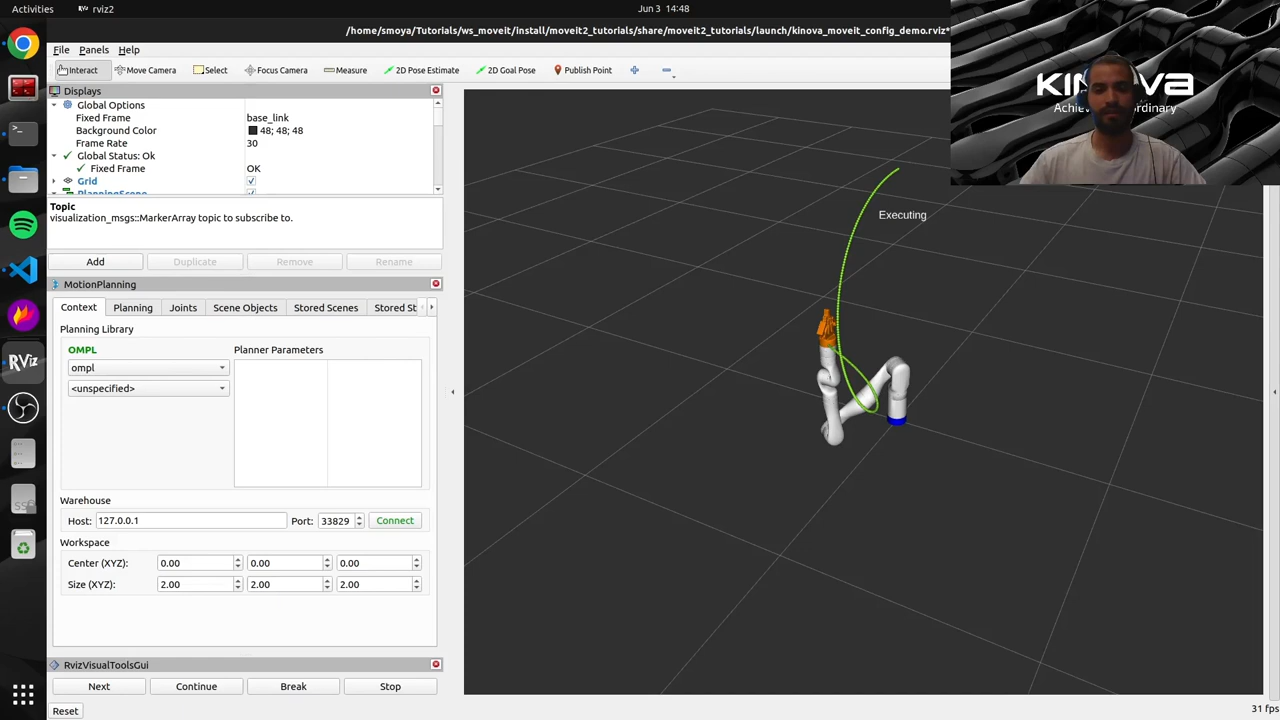 Activities
rviz2
Jun 3 14:48
/home/smoya/Tutorials/ws_moveit/install/moveit2_tutorials/share/moveit2_tutorials/launch/kinova_moveit_config_demo.rviz*
File Panels Help
Interact Move Camera Select Focus Camera Measure 2D Pose Estimate 2D Goal Pose Publish Point
KINOVA
Displays
Global Options
Fixed Frame base_link
Background Color 48; 48; 48
Frame Rate 30
Global Status: Ok
Fixed Frame OK
Grid
PlanningScene
Topic
visualization_msgs::MarkerArray topic to subscribe to.
Add Duplicate Remove Rename
Executing
MotionPlanning
Context Planning Joints Scene Objects Stored Scenes Stored St
Planning Library
OMPL Planner Parameters
ompl
<unspecified>
Warehouse
Host: 127.0.0.1 Port: 33829 Connect
Workspace
Center (XYZ): 0.00 0.00 0.00
Size (XYZ): 2.00 2.00 2.00
RvizVisualToolsGui
Next Continue Break Stop
Reset
31 fps